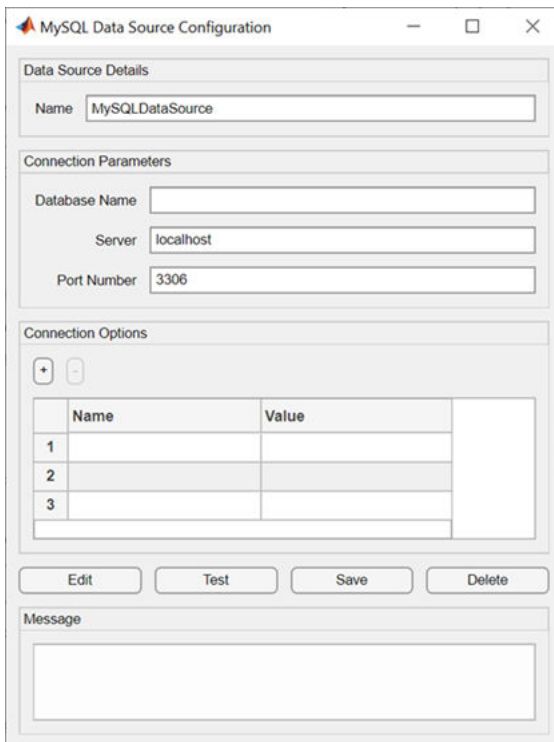 MySQL Data Source Configuration
Data Source Details
Name MySQLDataSource
Connection Parameters
Database Name
Server localhost
Port Number 3306
Connection Options
+ -
Name Value
1
2
3
Edit Test Save Delete
Message